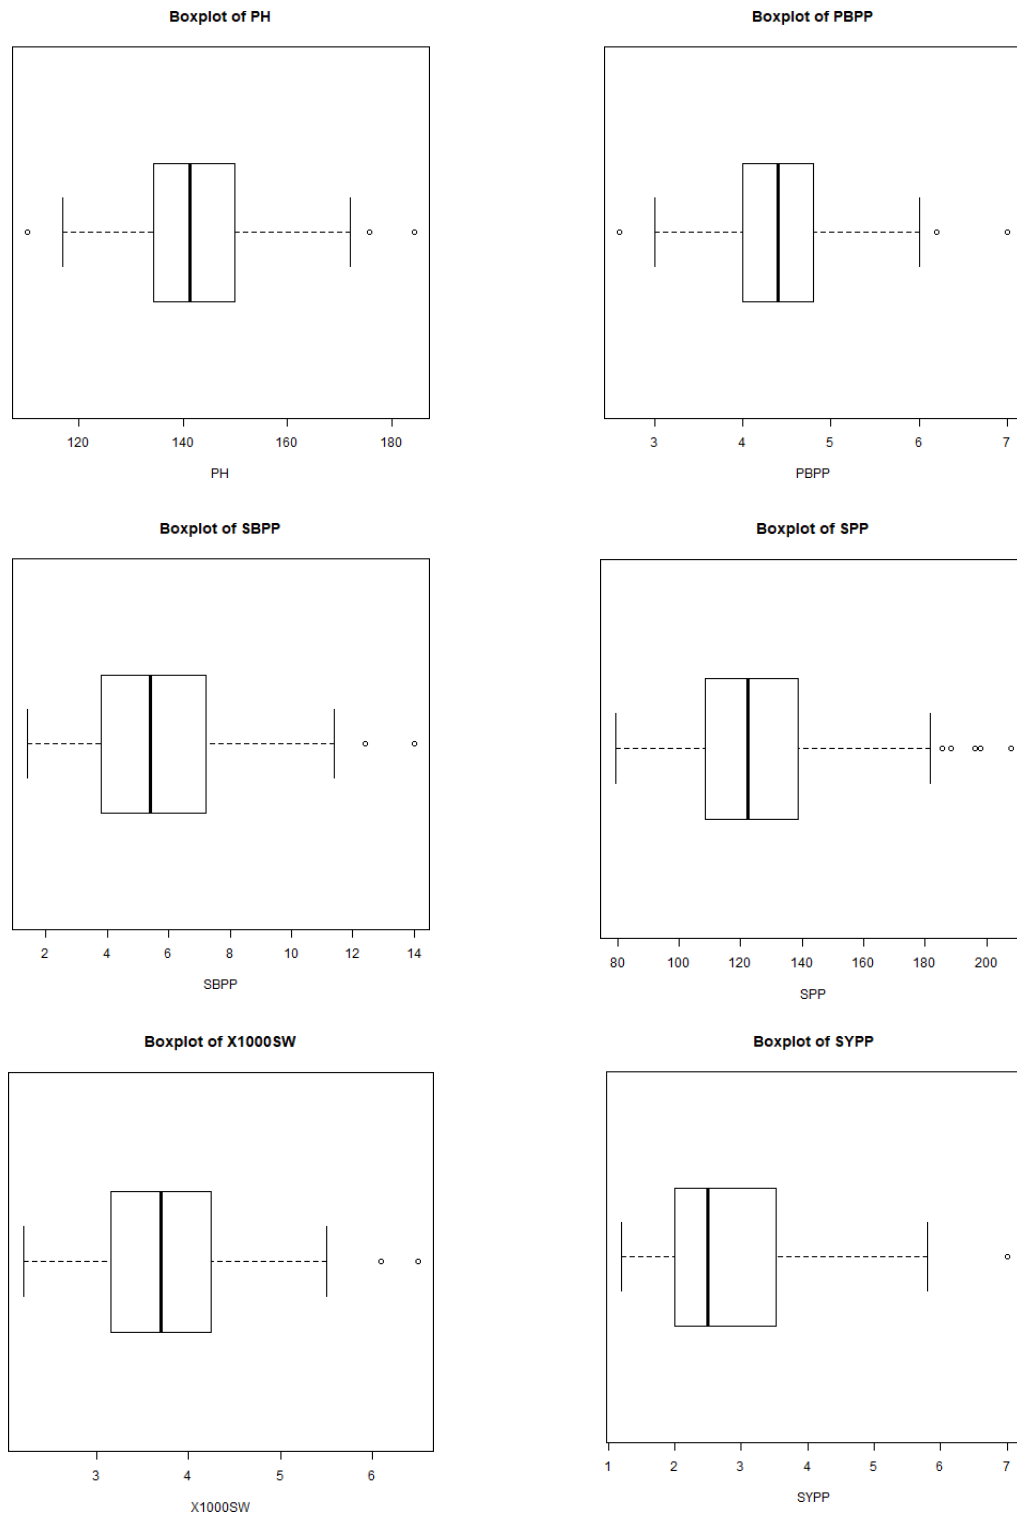 Boxplot of PH
120 140 160 180
PH
Boxplot of PBPP
3 4 5 6 7
PBPP
Boxplot of SBPP
2 4 6 8 10 12 14
SBPP
Boxplot of SPP
80 100 120 140 160 180 200
SPP
Boxplot of X1000SW
3 4 5 6
X1000SW
Boxplot of SYPP
1 2 3 4 5 6 7
SYPP